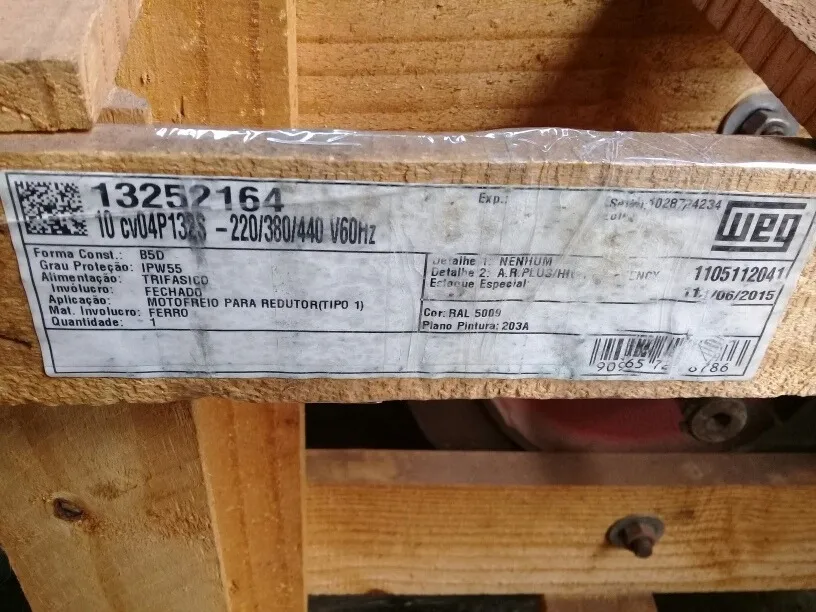 13252164
10 cv04P132S -220/380/440 V60Hz
Exp.:
1028724234
WEG
Forma Const.: B5D
Grau Proteção: IPW55
Alimentação: TRIFASICO
Invólucro: FECHADO
Aplicação: MOTOFREIO PARA REDUTOR(TIPO 1)
Mat. Involucro: FERRO
Quantidade: 1
Detalhe 1: NENHUM
Detalhe 2: A.R.PLUS/
Estoque Especial:
1105112041
/06/2015
Cor: RAL 5009
Plano Pintura: 203A